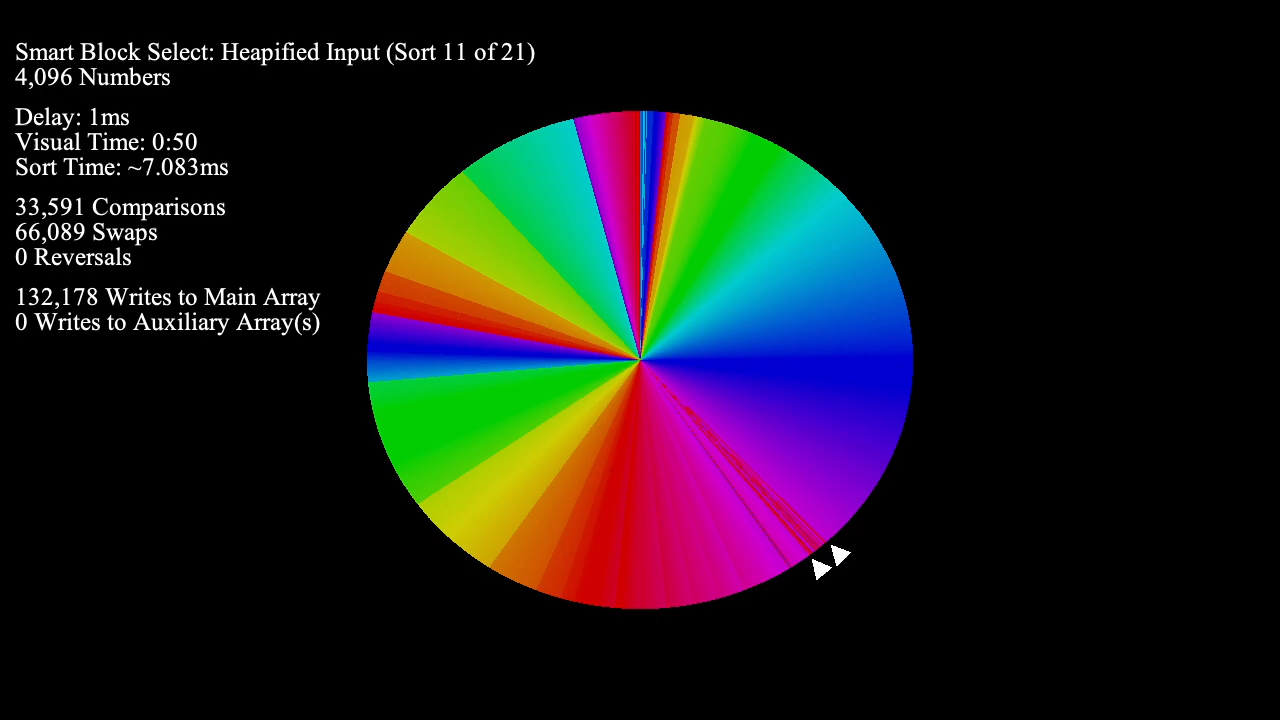 Smart Block Select: Heapified Input (Sort 11 of 21)
4,096 Numbers
Delay: 1ms
Visual Time: 0:50
Sort Time: ~7.083ms
33,591 Comparisons
66,089 Swaps
0 Reversals
132,178 Writes to Main Array
0 Writes to Auxiliary Array(s)